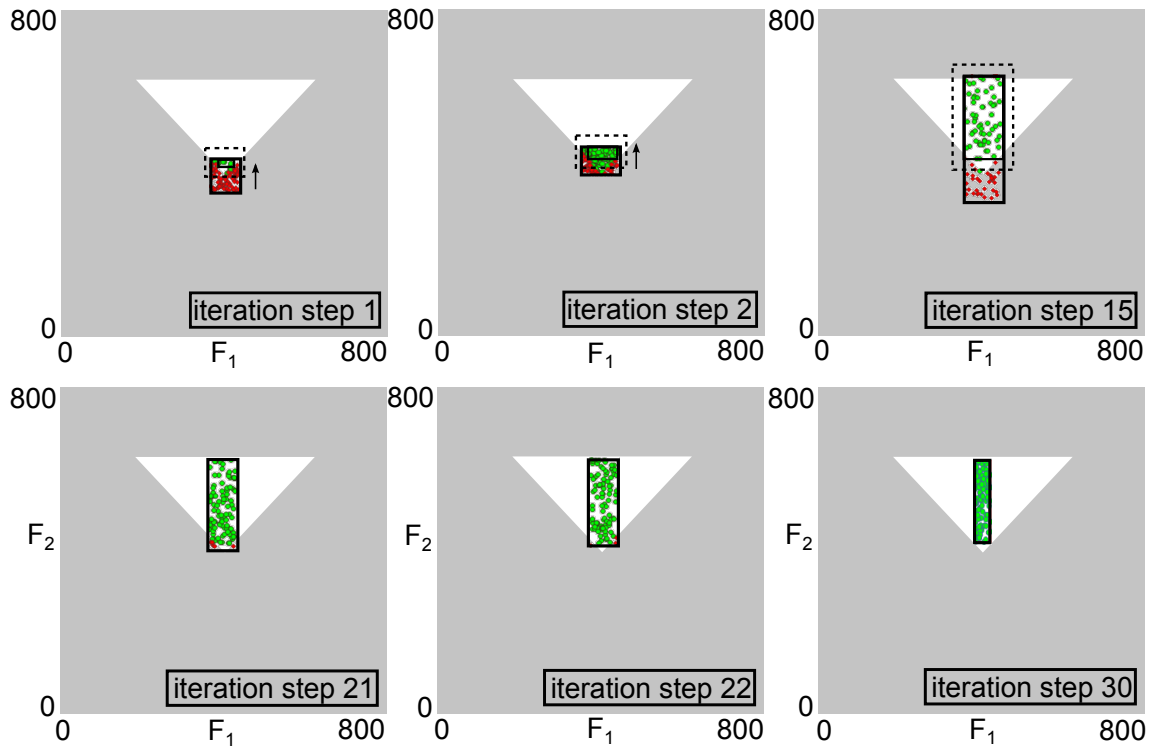 800
0
0
F1
800
iteration step 1
800
0
0
F1
800
iteration step 2
800
0
0
F1
800
iteration step 15
800
F2
0
0
F1
800
iteration step 21
800
F2
0
0
F1
800
iteration step 22
800
F2
0
0
F1
800
iteration step 30